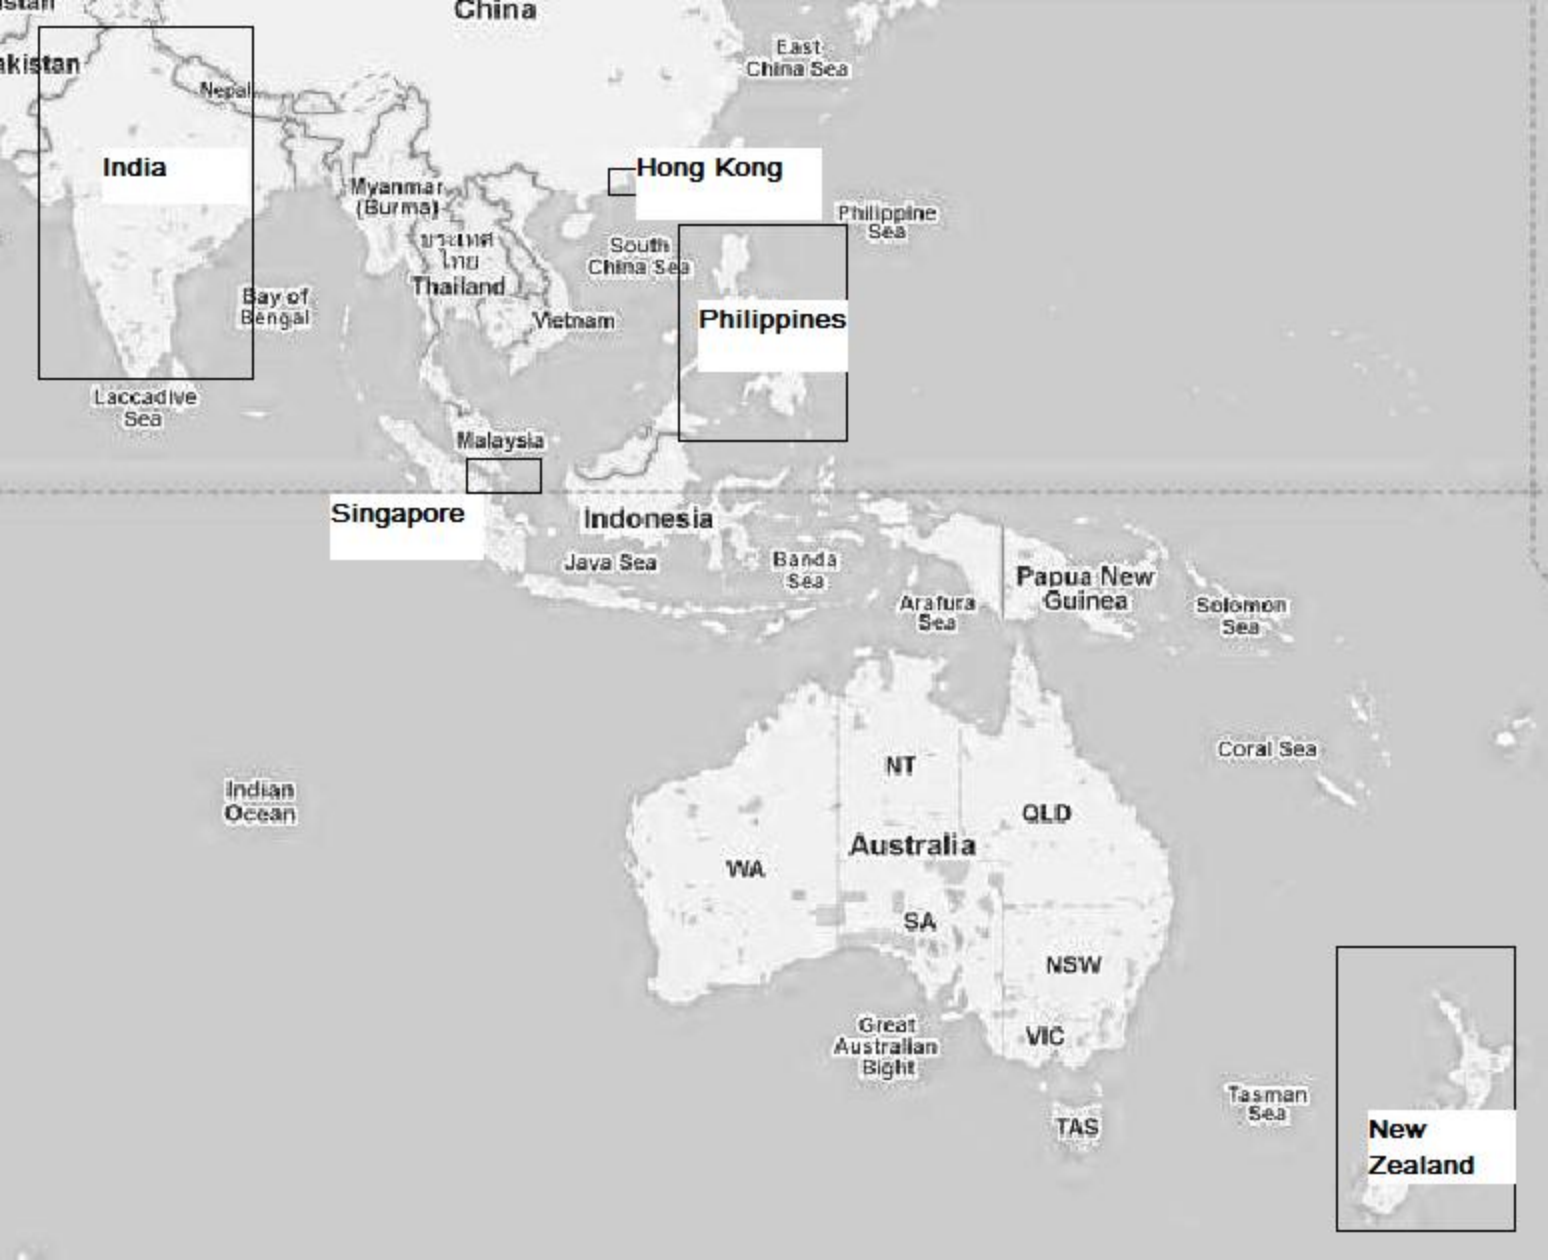 istan
China
East
China Sea
akistan
Nepal
India
Hong Kong
Myanmar
(Burma)
Philippine
Sea
ประเทศ
ไทย
Thailand
South
China Sea
Bay of
Bengal
Vietnam
Philippines
Laccadive
Sea
Malaysia
Singapore
Indonesia
Java Sea
Banda
Sea
Papua New
Guinea
Arafura
Sea
Solomon
Sea
Coral Sea
NT
Indian
Ocean
QLD
Australia
WA
SA
NSW
Great
Australian
Bight
VIC
Tasman
Sea
TAS
New
Zealand